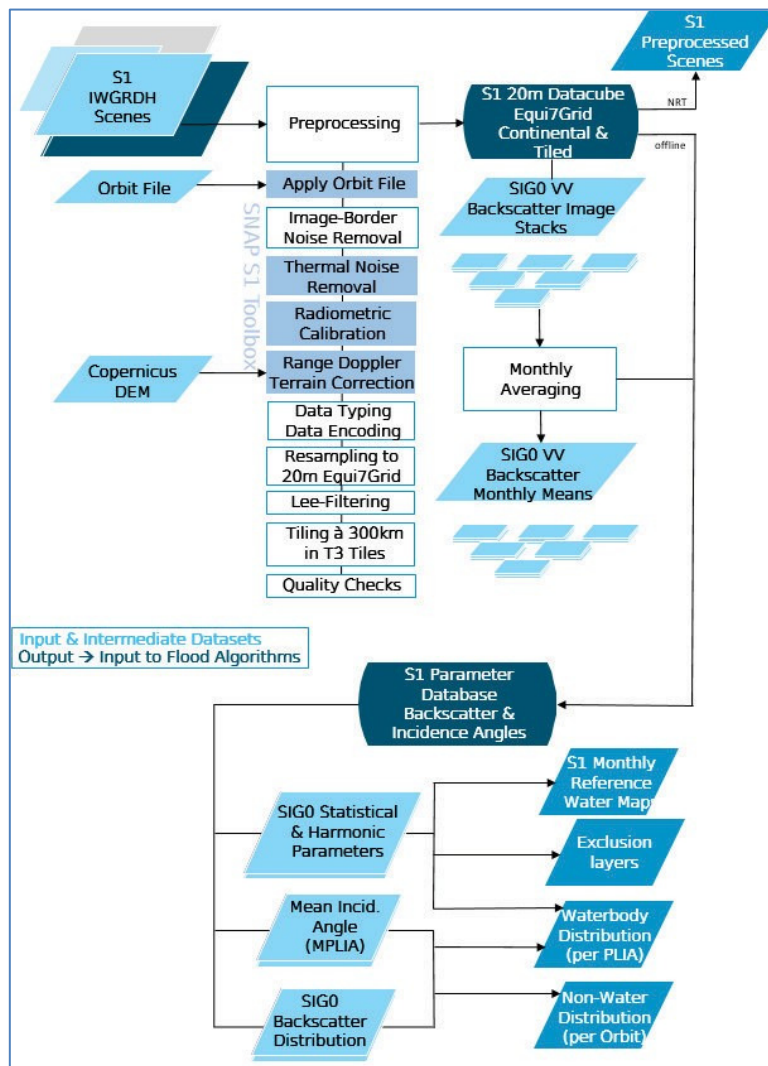 S1
IWGRDH
Scenes
Preprocessing
S1 20m Datacube
Equi7Grid
Continental &
Tiled
S1
Preprocessed
Scenes
NRT
offline
Orbit File
Apply Orbit File
Image-Border
Noise Removal
Thermal Noise
Removal
Radiometric
Calibration
Range Doppler
Terrain Correction
Data Typing
Data Encoding
Resampling to
20m Equi7Grid
Lee-Filtering
Tiling à 300km
in T3 Tiles
Quality Checks
SNAP S1 Toolbox
Copernicus
DEM
SIG0 VV
Backscatter Image
Stacks
Monthly
Averaging
SIG0 VV
Backscatter
Monthly Means
Input & Intermediate Datasets
Output → Input to Flood Algorithms
S1 Parameter
Database
Backscatter &
Incidence Angles
SIG0 Statistical
& Harmonic
Parameters
Mean Incid.
Angle
(MPLIA)
SIG0
Backscatter
Distribution
S1 Monthly
Reference
Water Maps
Exclusion
layers
Waterbody
Distribution
(per PLIA)
Non-Water
Distribution
(per Orbit)